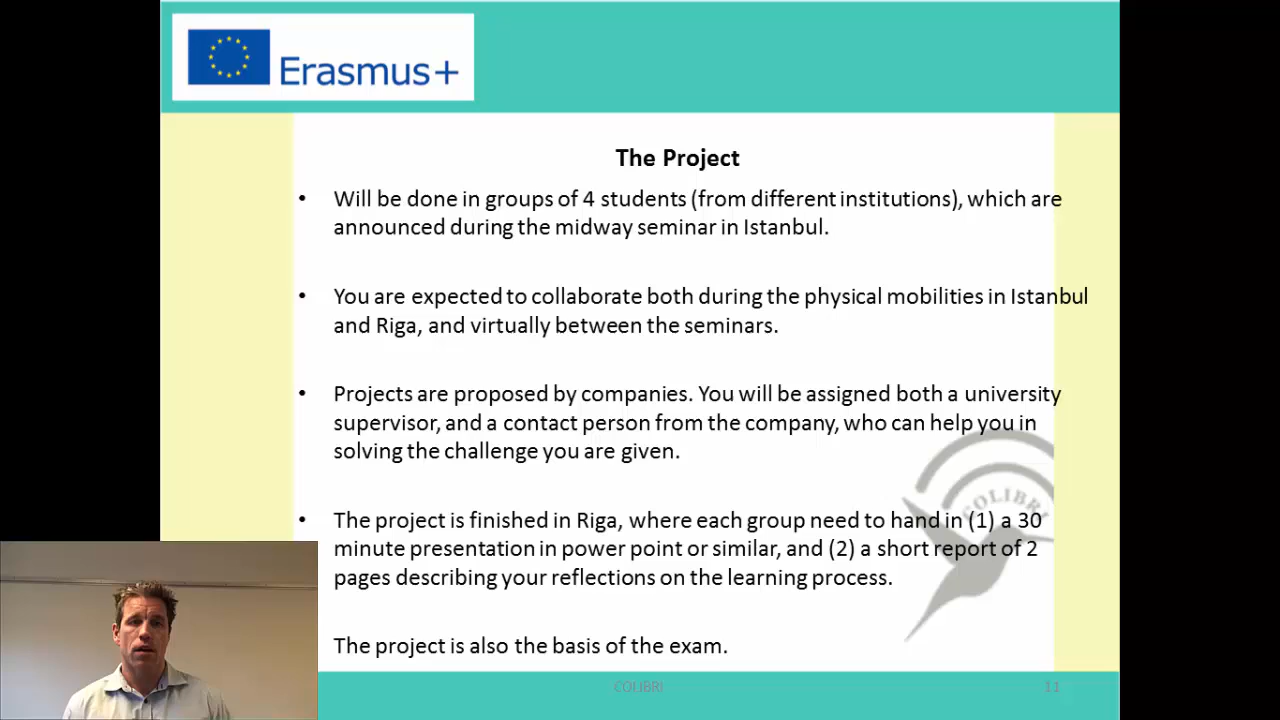 Erasmus+
The Project
• Will be done in groups of 4 students (from different institutions), which are
announced during the midway seminar in Istanbul.
• You are expected to collaborate both during the physical mobilities in Istanbul
and Riga, and virtually between the seminars.
• Projects are proposed by companies. You will be assigned both a university
supervisor, and a contact person from the company, who can help you in
solving the challenge you are given.
COLIBRI
• The project is finished in Riga, where each group need to hand in (1) a 30
minute presentation in power point or similar, and (2) a short report of 2
pages describing your reflections on the learning process.
The project is also the basis of the exam.
COLIBRI
11